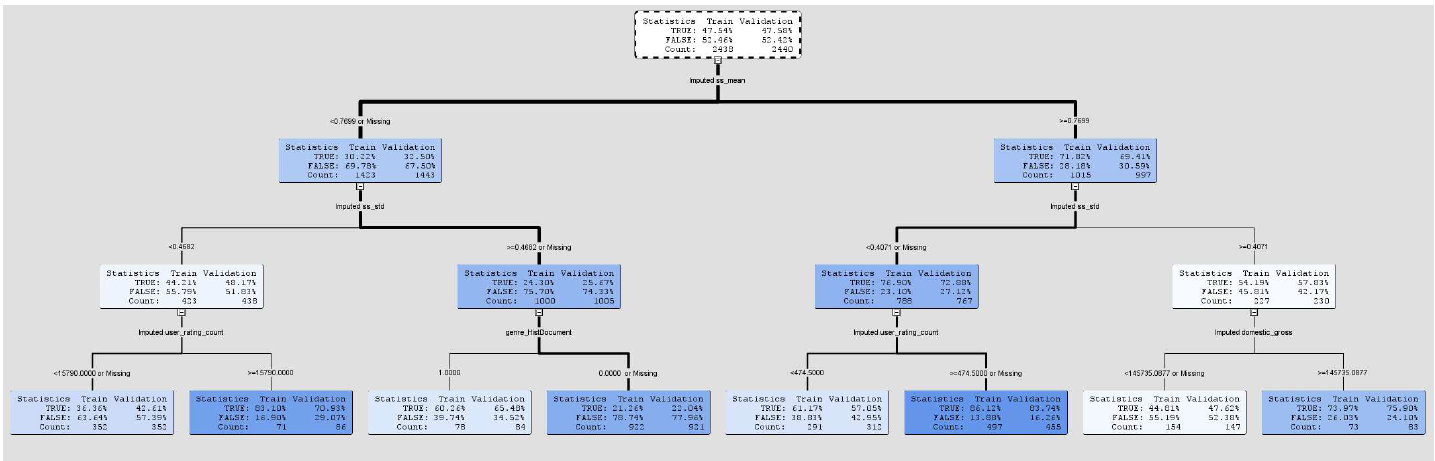 Statistics Train Validation
TRUE: 47.54% 47.58%
FALSE: 52.46% 52.42%
Count: 2438 2440
Imputed ss_mean
<0.7699 or Missing
>=0.7699
Statistics Train Validation
TRUE: 30.22% 32.50%
FALSE: 69.78% 67.50%
Count: 1423 1443
Statistics Train Validation
TRUE: 71.82% 69.41%
FALSE: 28.18% 30.59%
Count: 1015 997
Imputed ss_std
Imputed ss_std
<0.4682
>=0.4682 or Missing
<0.4071 or Missing
>=0.4071
Statistics Train Validation
TRUE: 44.21% 48.17%
FALSE: 55.79% 51.83%
Count: 423 438
Statistics Train Validation
TRUE: 24.30% 25.67%
FALSE: 75.70% 74.33%
Count: 1000 1005
Statistics Train Validation
TRUE: 76.90% 72.88%
FALSE: 23.10% 27.12%
Count: 788 767
Statistics Train Validation
TRUE: 54.19% 57.83%
FALSE: 45.81% 42.17%
Count: 227 230
Imputed user_rating_count
genre_HistDocument
Imputed user_rating_count
Imputed domestic_gross
<15790.0000 or Missing
>=15790.0000
1.0000
0.0000 or Missing
<474.5000
>=474.5000 or Missing
or Missing
Statistics Train Validation
TRUE: 36.36% 42.61%
FALSE: 63.64% 57.39%
Count: 352 352
Statistics Train Validation
TRUE: 83.10% 70.93%
FALSE: 16.90% 29.07%
Count: 71 86
Statistics Train Validation
TRUE: 60.26% 65.48%
FALSE: 39.74% 34.52%
Count: 78 84
Statistics Train Validation
TRUE: 21.26% 22.04%
FALSE: 78.74% 77.96%
Count: 922 921
Statistics Train Validation
TRUE: 61.17% 57.05%
FALSE: 38.83% 42.95%
Count: 291 312
Statistics Train Validation
TRUE: 86.12% 83.74%
FALSE: 13.88% 16.26%
Count: 497 455
Statistics Train Validation
TRUE: 44.81% 47.62%
FALSE: 55.19% 52.38%
Count: 154 147
Statistics Train Validation
TRUE: 73.97% 75.90%
FALSE: 26.03% 24.10%
Count: 73 83